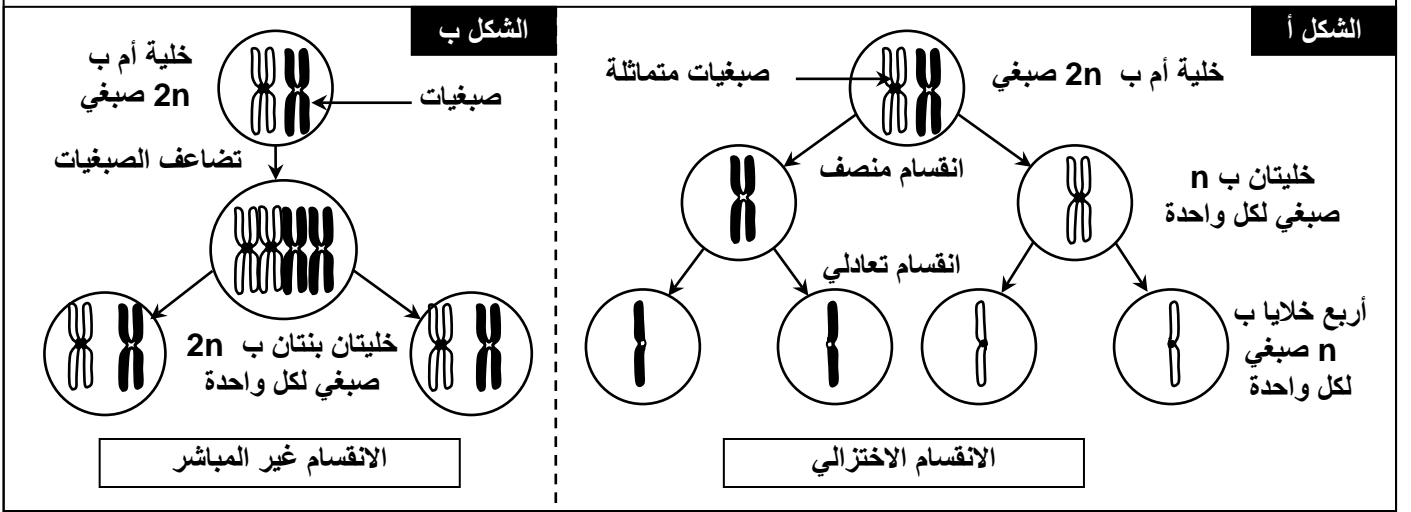 الشكل أ
خلية أم ب 2n صبغي
صبغيات متماثلة
انقسام منصف
خليتان ب n
صبغي لكل واحدة
انقسام تعادلي
أربع خلايا ب
n صبغي
لكل واحدة
الانقسام الاختزالي
الشكل ب
خلية أم ب
2n صبغي
صبغيات
تضاعف الصبغيات
خليتان بنتان ب 2n
صبغي لكل واحدة
الانقسام غير المباشر